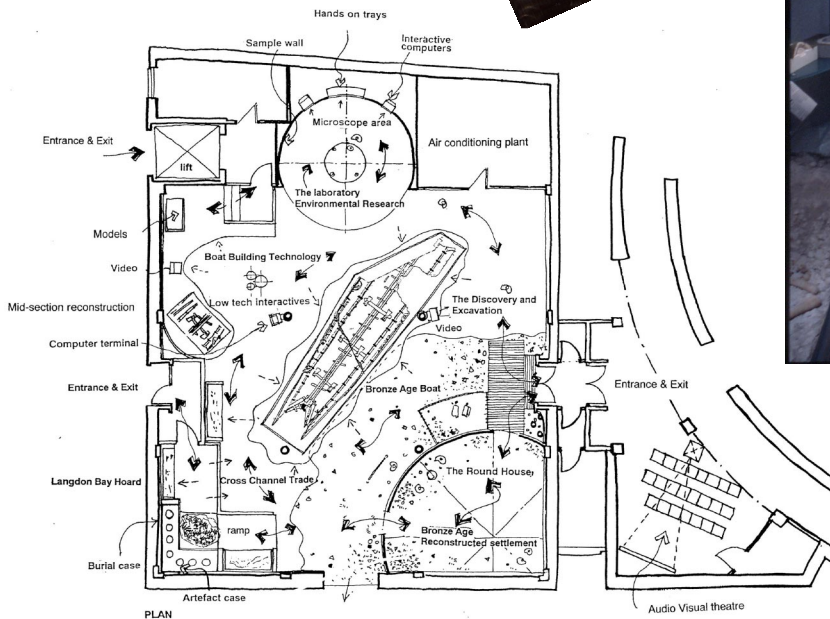 Hands on trays
Sample wall
Interactive
computers
Microscope area
Entrance & Exit
lift
Air conditioning plant
The laboratory
Environmental Research
Models
Boat Building Technology
Video
Low tech interactives
The Discovery and
Excavation
Mid-section reconstruction
Video
Computer terminal
Entrance & Exit
Bronze Age Boat
Entrance & Exit
Langdon Bay Hoard
Cross Channel Trade
The Round House
ramp
Bronze Age
Reconstructed settlement
Burial case
Artefact case
Audio Visual theatre
PLAN